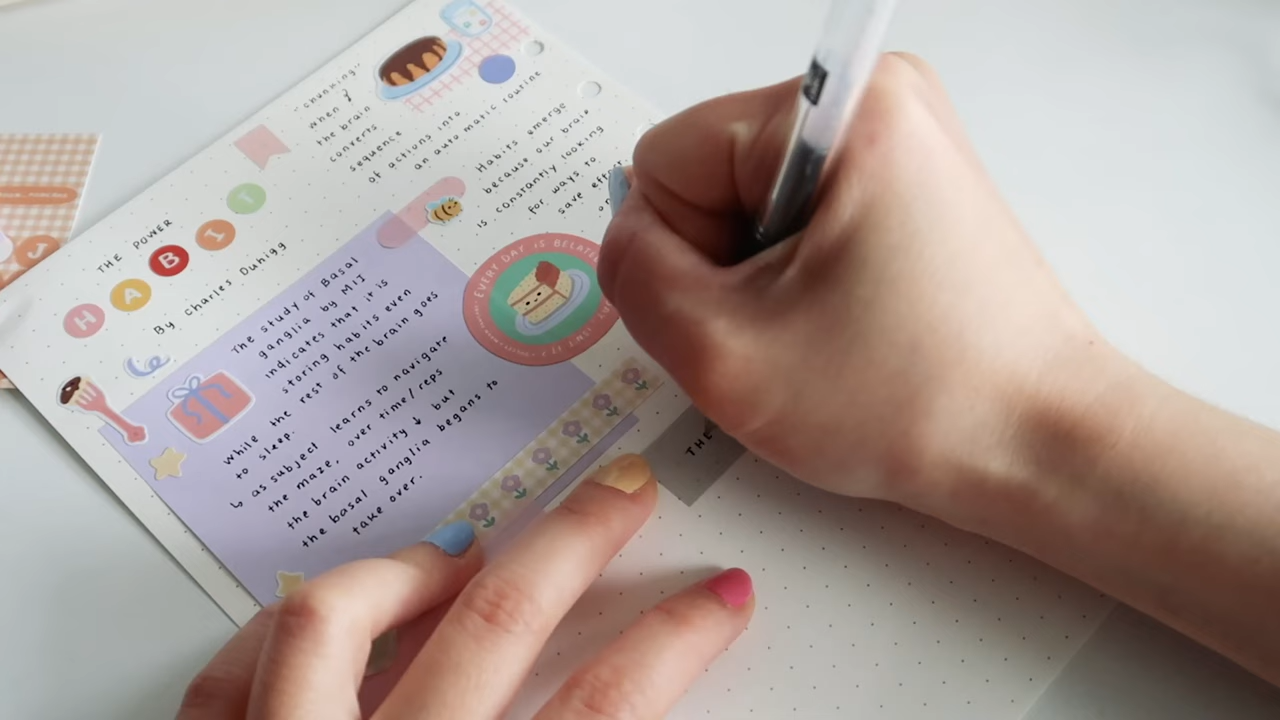 THE POWER
HABIT
By Charles Duhigg
"chunking"
when
the brain
converts
sequence
of actions into
an automatic routine
Habits emerge
because our brain
is constantly looking
for ways to
save
The study of Basal
ganglia by MIT
indicates that it is
storing habits even
while the rest of the brain goes
to sleep.
↳ as subject learns to navigate
the maze, over time/reps
the brain activity ↓ but
the basal ganglia begans to
take over.
EVERY DAY IS
THE
J